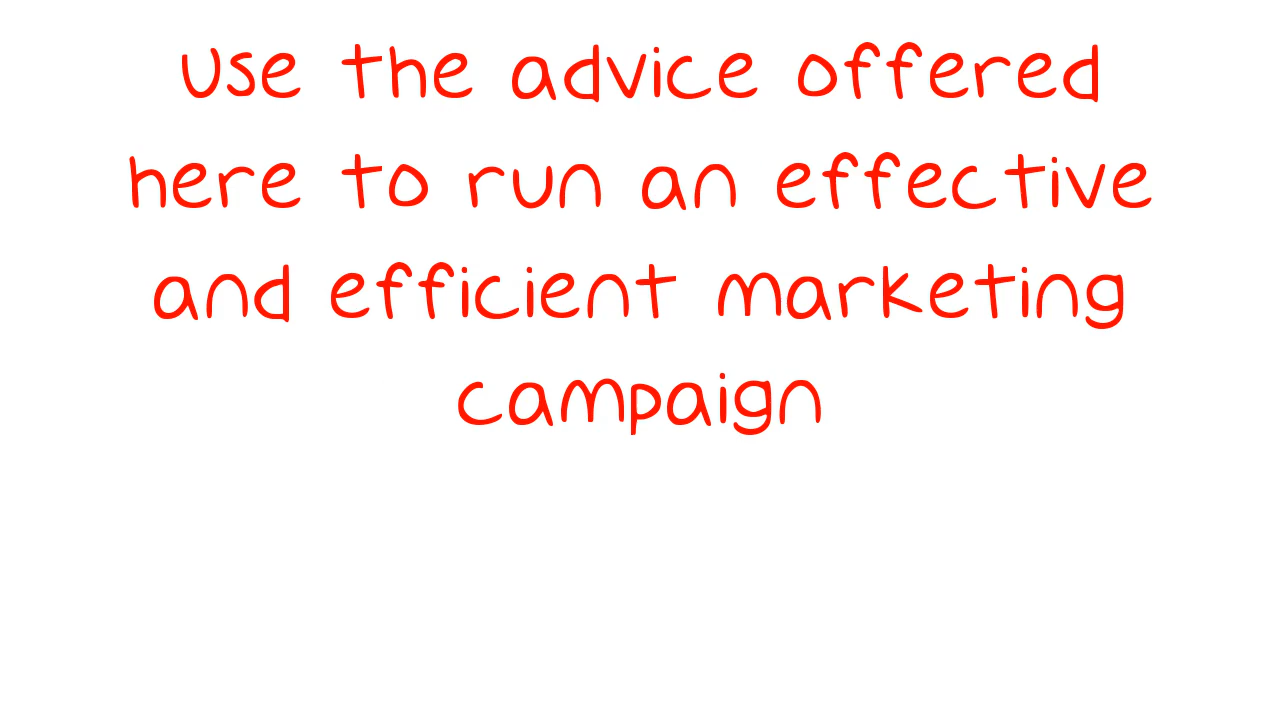 use the advice offered
here to run an effective
and efficient marketing
campaign